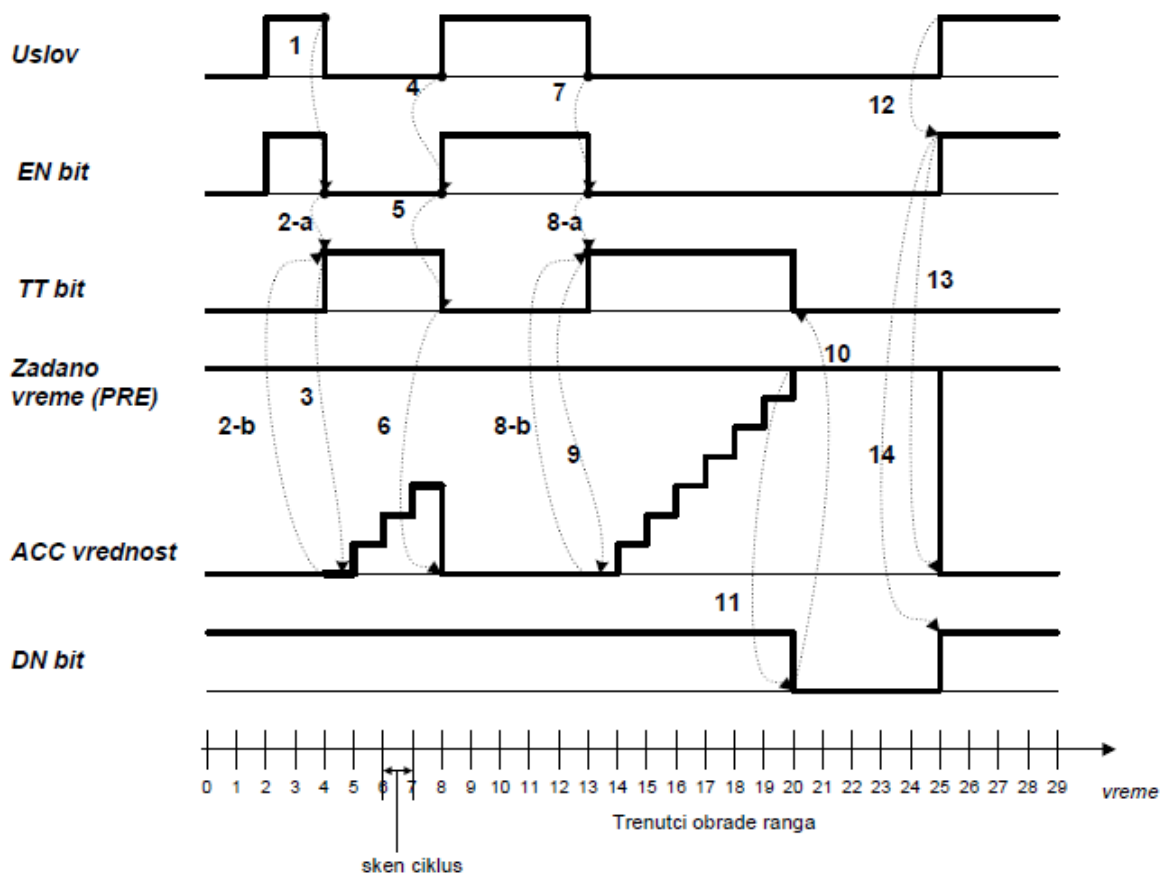 Uslov
1
4
7
12
EN bit
2-a
5
8-a
TT bit
13
Zadano
vreme (PRE)
10
2-b
3
6
8-b
9
14
ACC vrednost
11
DN bit
0 1 2 3 4 5 6 7 8 9 10 11 12 13 14 15 16 17 18 19 20 21 22 23 24 25 26 27 28 29
vreme
Trenutci obrade ranga
sken ciklus